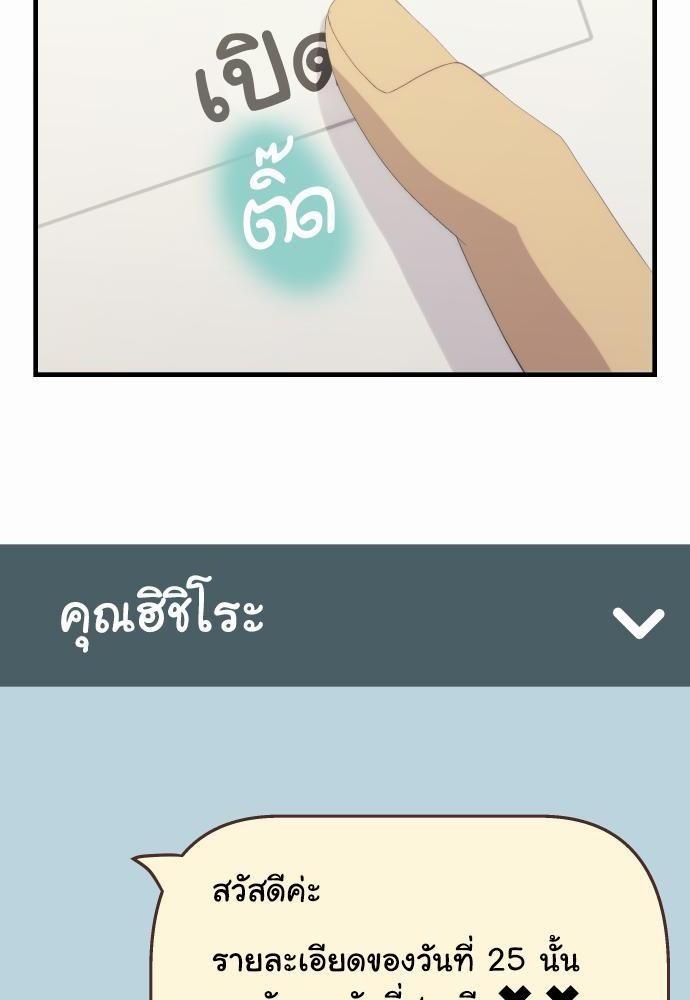 เปิด
ติ๊ด
คุณฮิชิโระ
สวัสดีค่ะ
รายละเอียดของวันที่ 25 นั้น